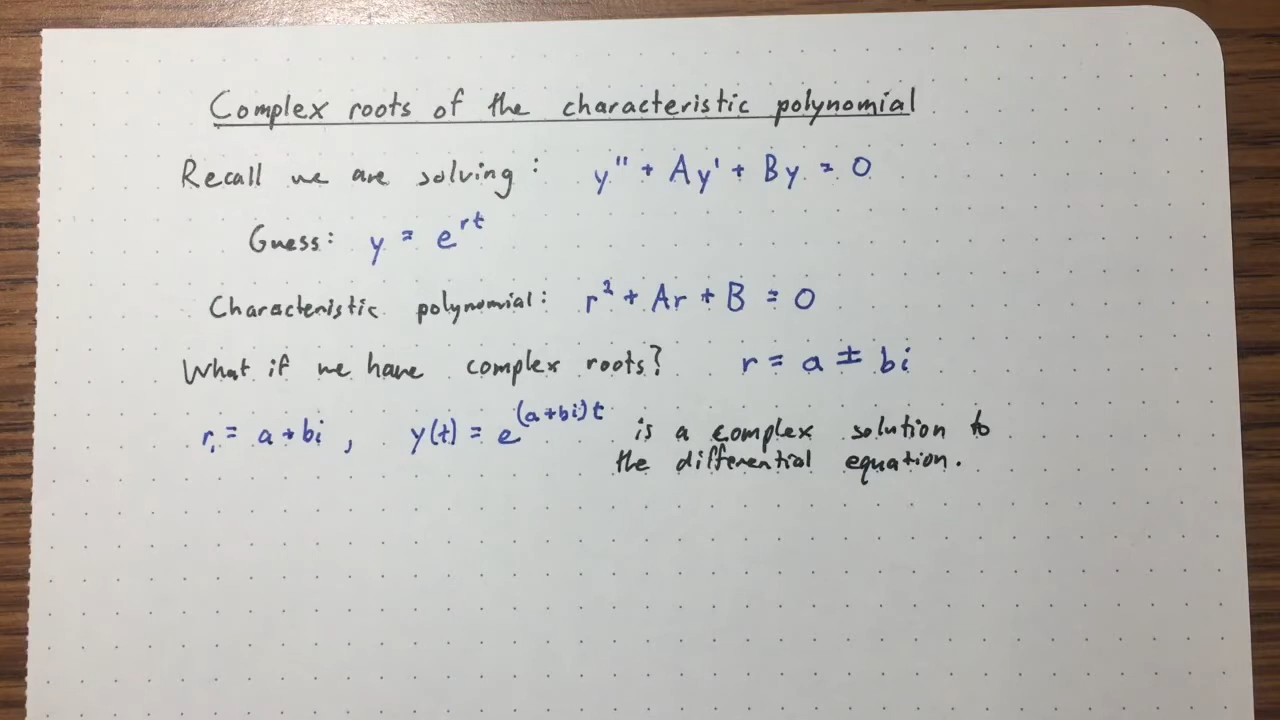 Complex roots of the characteristic polynomial
Recall we are solving: y'' + Ay' + By = 0
Guess: y = e^{rt}
Characteristic polynomial: r² + Ar + B = 0
What if we have complex roots? r = a ± bi
r = a + bi, y(t) = e^{(a+bi)t} is a complex solution to
the differential equation.